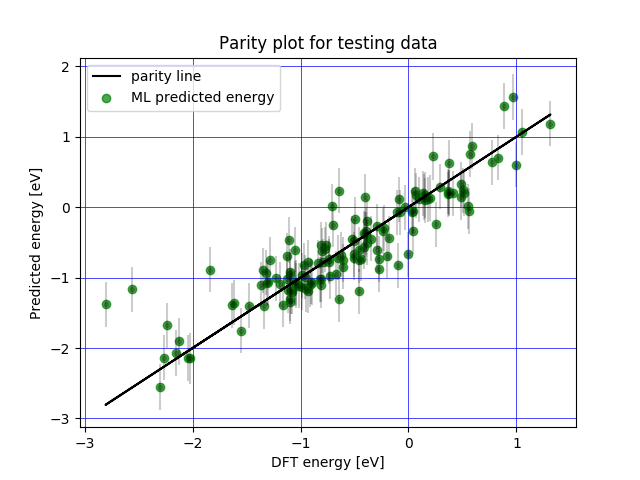 Parity plot for testing data
parity line
ML predicted energy
2
1
0
−1
−2
−3
Predicted energy [eV]
−3
−2
−1
0
1
DFT energy [eV]